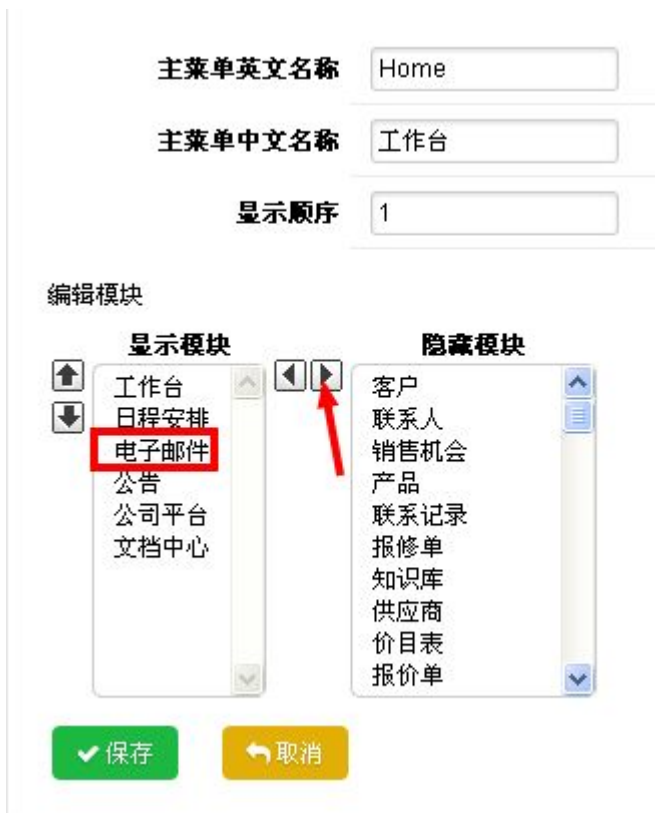 主菜单英文名称 Home
主菜单中文名称 工作台
显示顺序 1
编辑模块
显示模块 隐藏模块
工作台 客户
日程安排 联系人
电子邮件 销售机会
公告 产品
公司平台 联系记录
文档中心 报修单
知识库
供应商
价目表
报价单
保存 取消